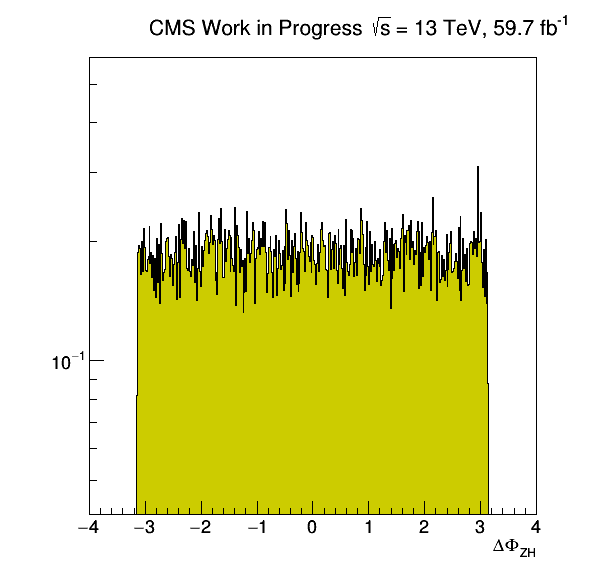 CMS Work in Progress √s = 13 TeV, 59.7 fb⁻¹
10⁻¹
−4 −3 −2 −1 0 1 2 3 4
ΔΦ_ZH